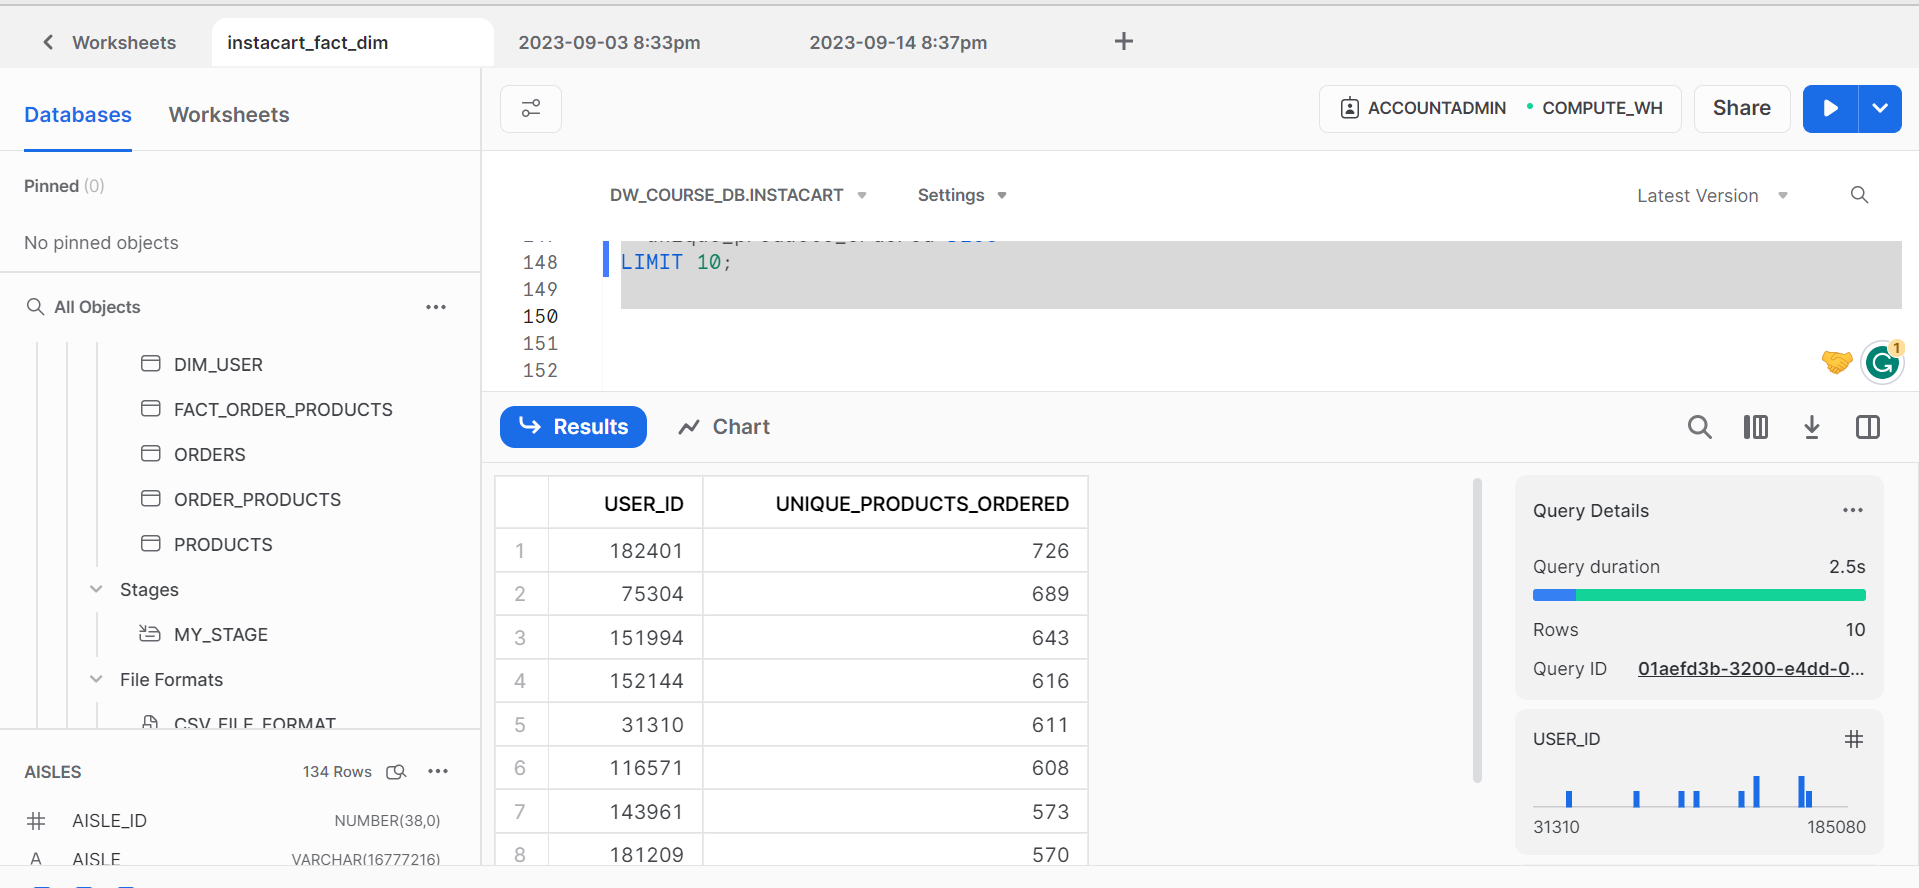 Worksheets
instacart_fact_dim
2023-09-03 8:33pm
2023-09-14 8:37pm
Databases
Worksheets
ACCOUNTADMIN
COMPUTE_WH
Share
Pinned (0)
No pinned objects
DW_COURSE_DB.INSTACART
Settings
Latest Version
All Objects
DIM_USER
FACT_ORDER_PRODUCTS
ORDERS
ORDER_PRODUCTS
PRODUCTS
Stages
MY_STAGE
File Formats
CSV_FILE_FORMAT
AISLES
134 Rows
AISLE_ID NUMBER(38,0)
A AISLE VARCHAR(16777216)
148 LIMIT 10;
149
150
151
152
1
Results
Chart
USER_ID UNIQUE_PRODUCTS_ORDERED
1 182401 726
2 75304 689
3 151994 643
4 152144 616
5 31310 611
6 116571 608
7 143961 573
8 181209 570
Query Details
Query duration 2.5s
Rows 10
Query ID 01aefd3b-3200-e4dd-0...
USER_ID
31310 185080